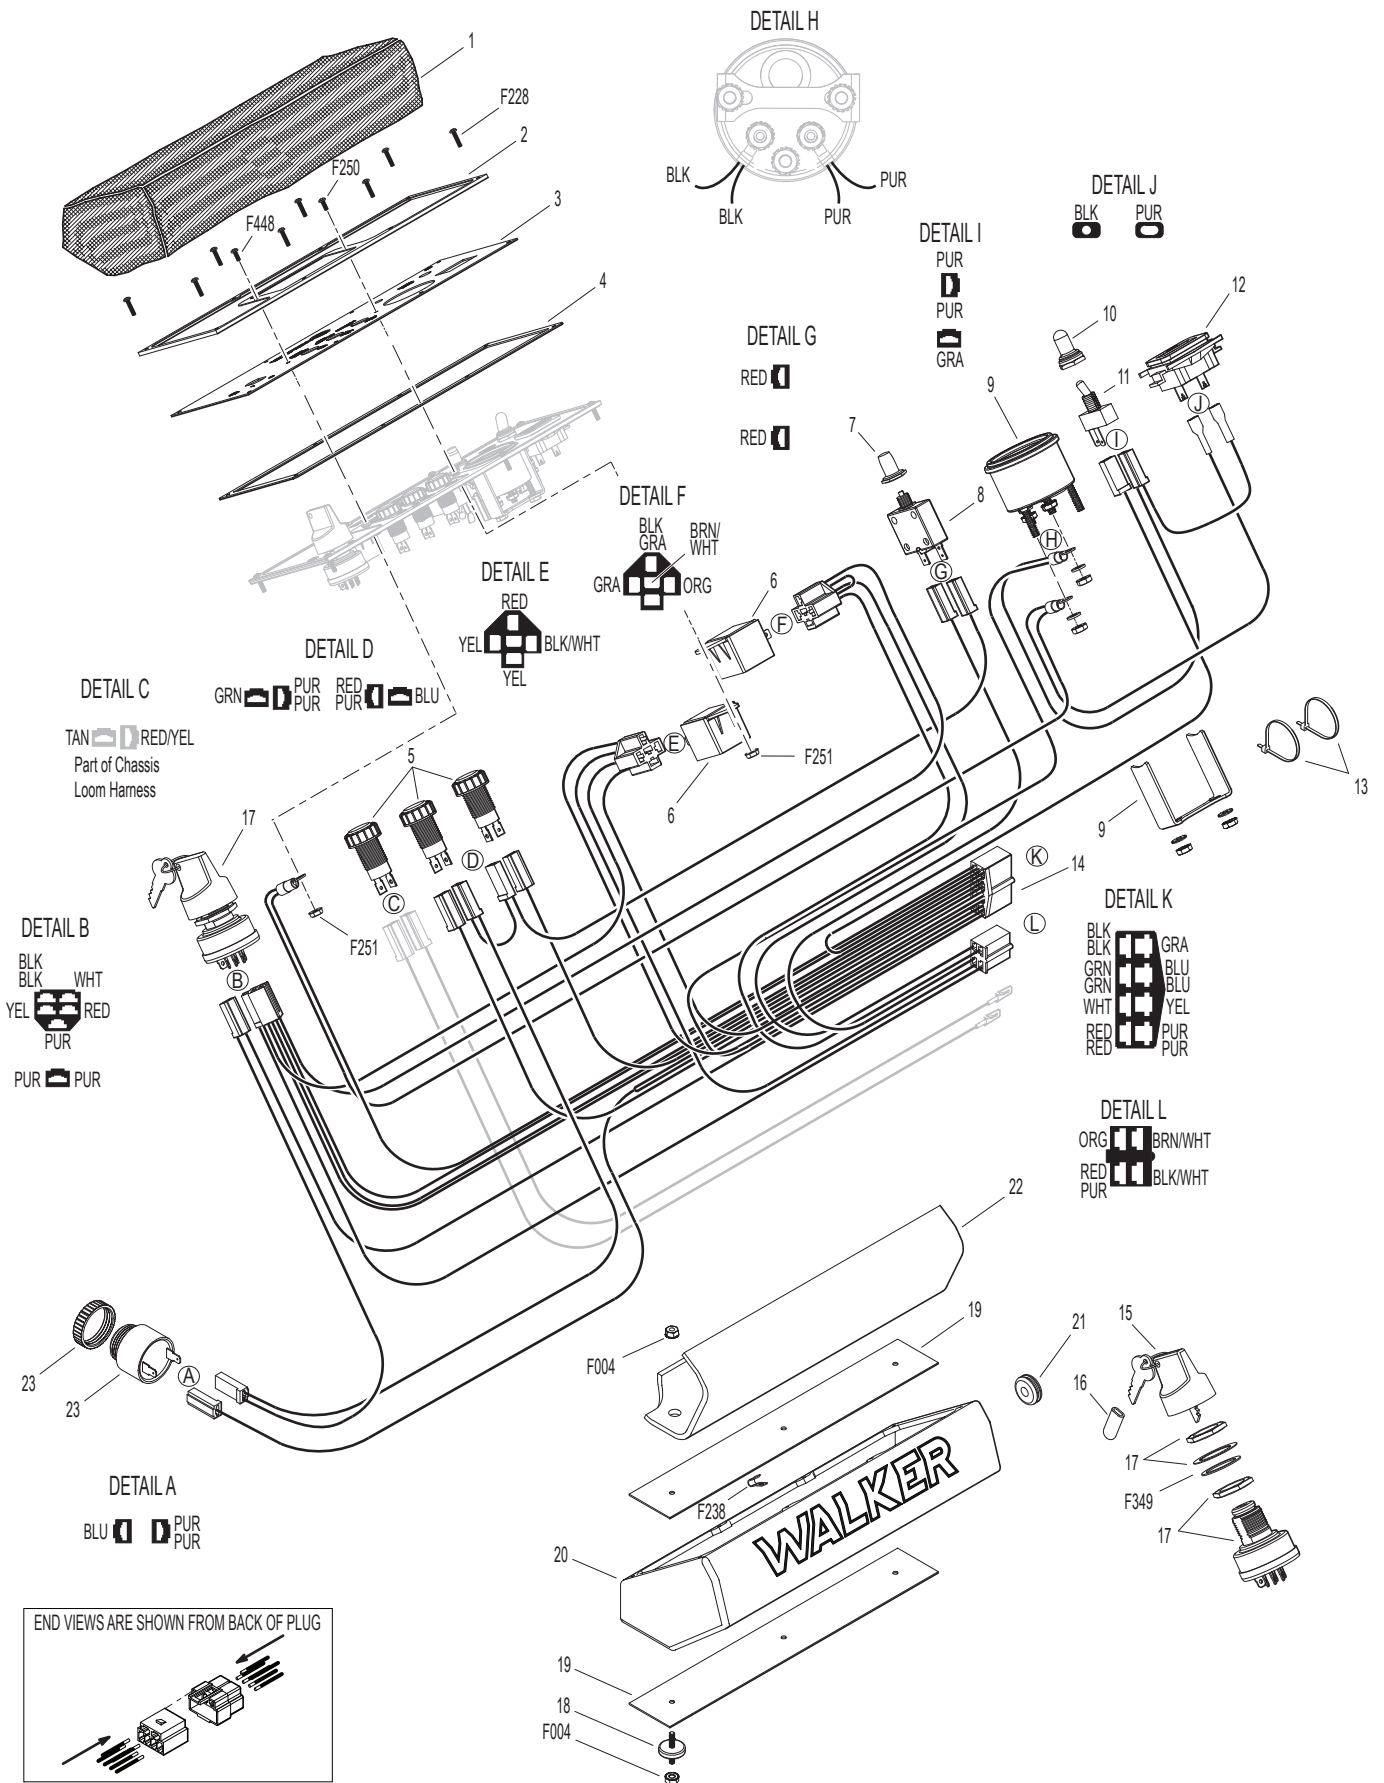 DETAIL H
1
F228
2
F250
F448
3
4
BLK
BLK
PUR
PUR
DETAIL J
BLK
PUR
DETAIL I
PUR
PUR
GRA
DETAIL G
RED
RED
12
10
11
J
I
9
7
8
H
G
DETAIL F
BLK
GRA
BRN/
WHT
GRA
ORG
DETAIL E
RED
YEL
BLK/WHT
YEL
6
F
E
6
F251
DETAIL D
GRN
PUR
PUR
RED
PUR
BLU
DETAIL C
TAN
RED/YEL
Part of Chassis
Loom Harness
5
17
D
C
F251
B
9
13
K
14
L
DETAIL B
BLK
BLK
WHT
YEL
RED
PUR
PUR
PUR
DETAIL K
BLK
BLK
GRA
GRN
GRN
BLU
BLU
WHT
YEL
RED
RED
PUR
PUR
DETAIL L
ORG
BRN/WHT
RED
PUR
BLK/WHT
22
19
21
15
16
F004
17
F349
17
23
23
A
DETAIL A
BLU
PUR
PUR
F238
WALKER
20
19
18
F004
END VIEWS ARE SHOWN FROM BACK OF PLUG